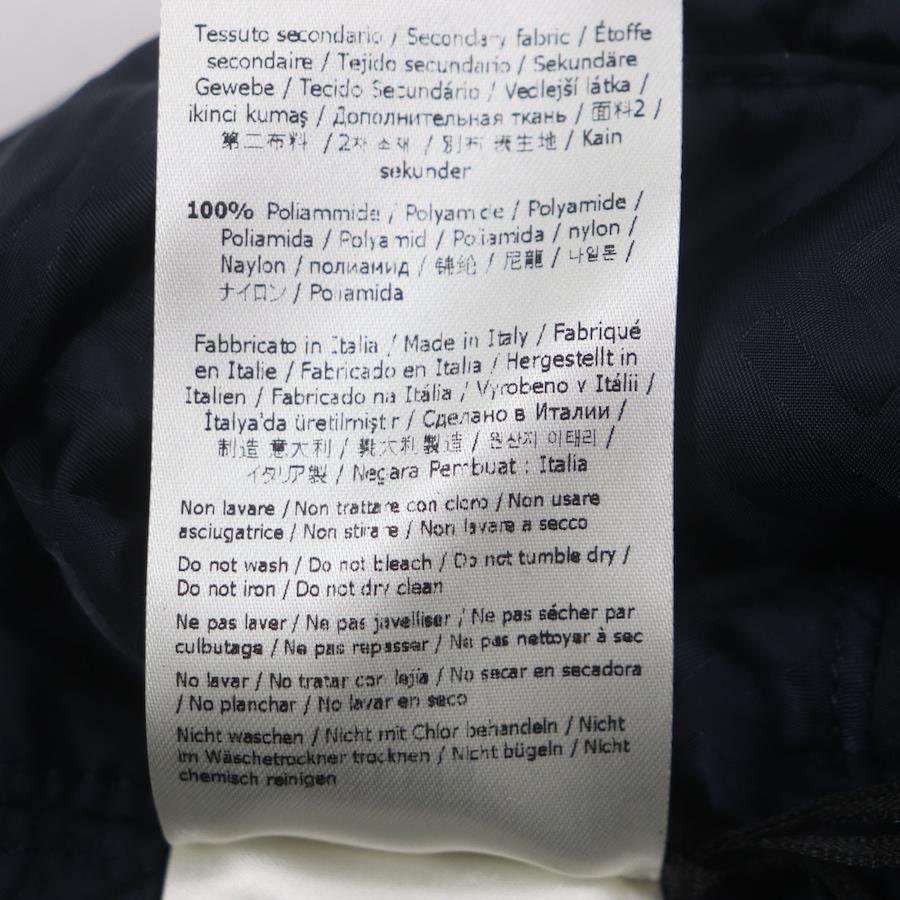 Tessuto secondario / Secondary fabric / Étoffe
secondaire / Tejido secundario / Sekundäre
Gewebe / Tecido Secundário / Vedlejší látka /
ikinci kumaş / Дополнительная ткань / 面料2 /
第二布料 / 2차 소재 / 別布 表生地 / Kain
sekunder
100% Poliammide / Polyamide / Polyamide /
Poliamida / Polyamid / Poliamida / nylon /
Naylon / полиамид / 锦纶 / 尼龍 / 나일론 /
ナイロン / Poliamida
Fabbricato in Italia / Made in Italy / Fabriqué
en Italie / Fabricado en Italia / Hergestellt in
Italien / Fabricado na Itália / Vyrobeno v Itálii /
İtalya'da üretilmiştir / Сделано в Италии /
制造 意大利 / 意大利製造 / 원산지 이태리 /
イタリア製 / Negara Pembuat : Italia
Non lavare / Non trattare con cloro / Non usare
asciugatrice / Non stirare / Non lavare a secco
Do not wash / Do not bleach / Do not tumble dry /
Do not iron / Do not dry clean
Ne pas laver / Ne pas javelliser / Ne pas sécher par
culbutage / Ne pas repasser / Ne pas nettoyer à sec
No lavar / No tratar con lejía / No secar en secadora
/ No planchar / No lavar en seco
Nicht waschen / Nicht mit Chlor behandeln / Nicht
im Wäschetrockner trocknen / Nicht bügeln / Nicht
chemisch reinigen